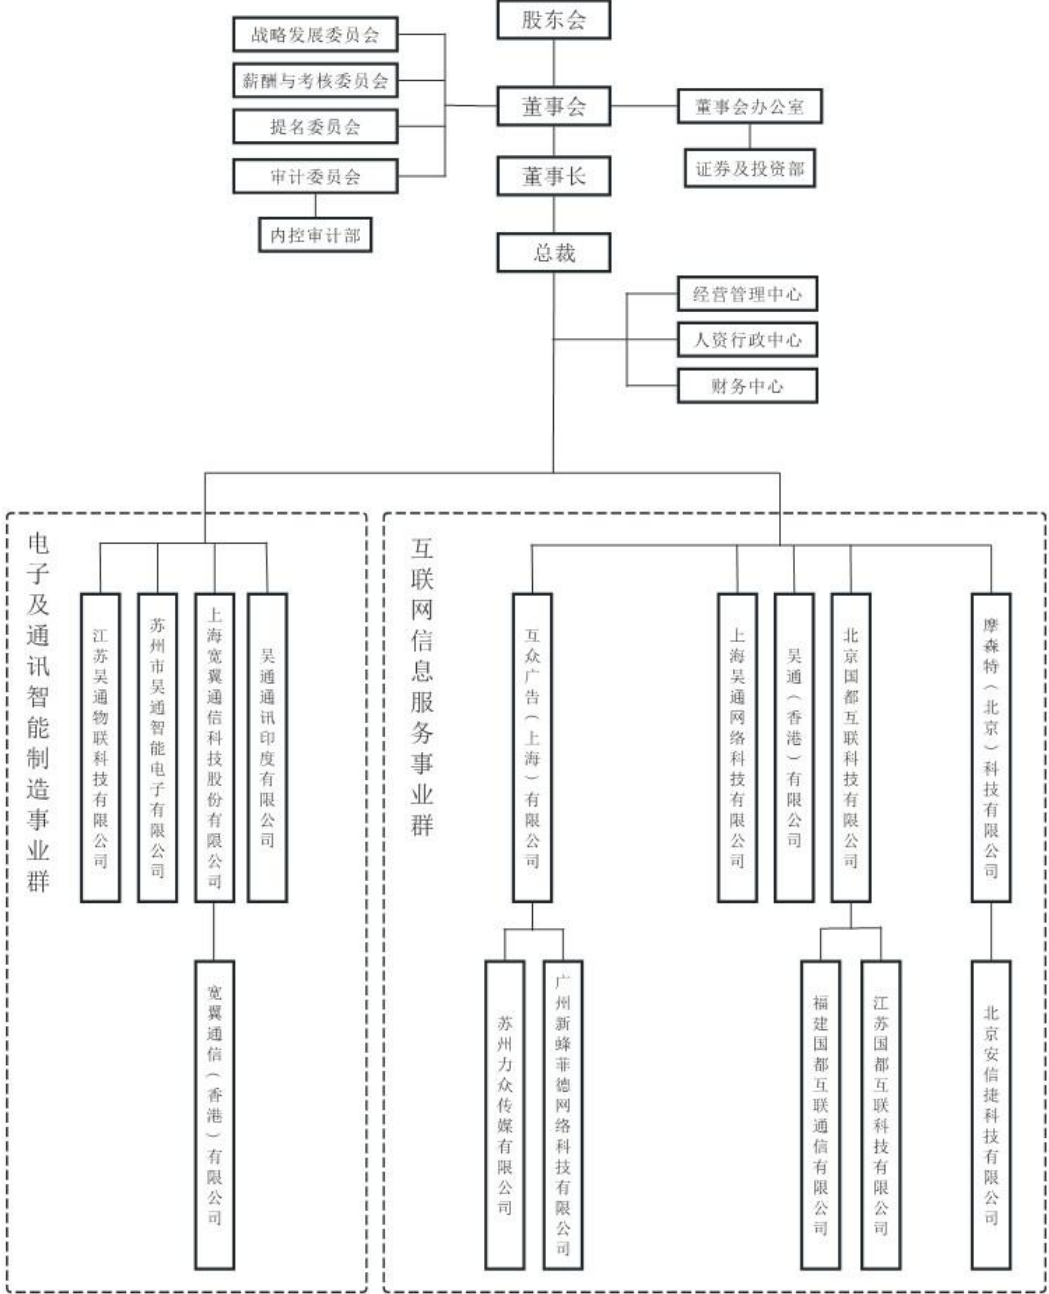 股东会
战略发展委员会
薪酬与考核委员会
提名委员会
审计委员会
内控审计部
董事会
董事会办公室
证券及投资部
董事长
总裁
经营管理中心
人资行政中心
财务中心
电子及通讯智能制造事业群
江苏吴通物联科技有限公司
苏州市吴通智能电子有限公司
上海宽翼通信科技股份有限公司
吴通通讯印度有限公司
宽翼通信（香港）有限公司
互联网信息服务事业群
互众广告（上海）有限公司
上海吴通网络科技有限公司
吴通（香港）有限公司
北京国都互联科技有限公司
摩森特（北京）科技有限公司
苏州力众传媒有限公司
广州新蜂菲德网络科技有限公司
福建国都互联通信有限公司
江苏国都互联科技有限公司
北京安信捷科技有限公司